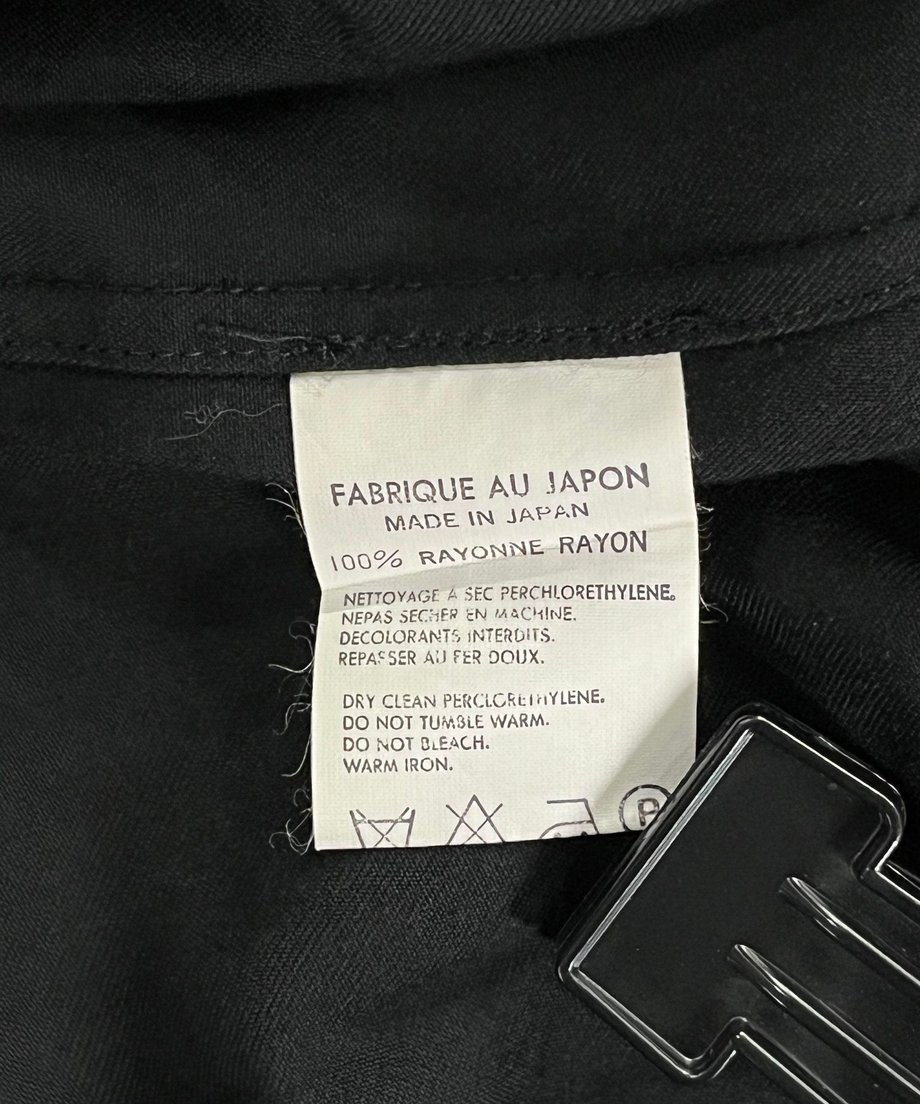 FABRIQUE AU JAPON
MADE IN JAPAN
100% RAYONNE RAYON
NETTOYAGE A SEC PERCHLORETHYLENE.
NEPAS SECHER EN MACHINE.
DECOLORANTS INTERDITS.
REPASSER AU FER DOUX.
DRY CLEAN PERCLORETHYLENE.
DO NOT TUMBLE WARM.
DO NOT BLEACH.
WARM IRON.
P